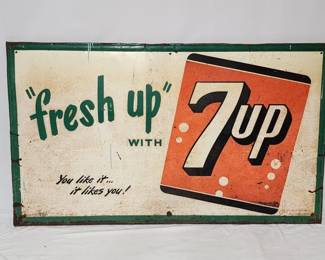 "fresh up"
WITH
7up
You like it...
it likes you!